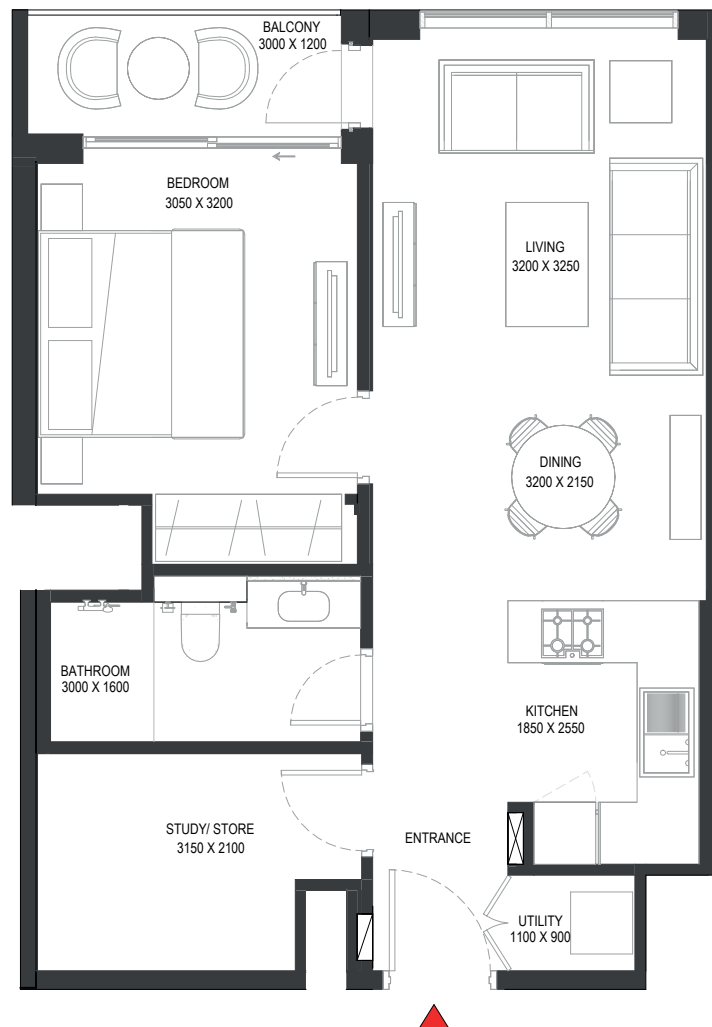 BALCONY
3000 X 1200
BEDROOM
3050 X 3200
LIVING
3200 X 3250
DINING
3200 X 2150
BATHROOM
3000 X 1600
KITCHEN
1850 X 2550
STUDY/ STORE
3150 X 2100
ENTRANCE
UTILITY
1100 X 900